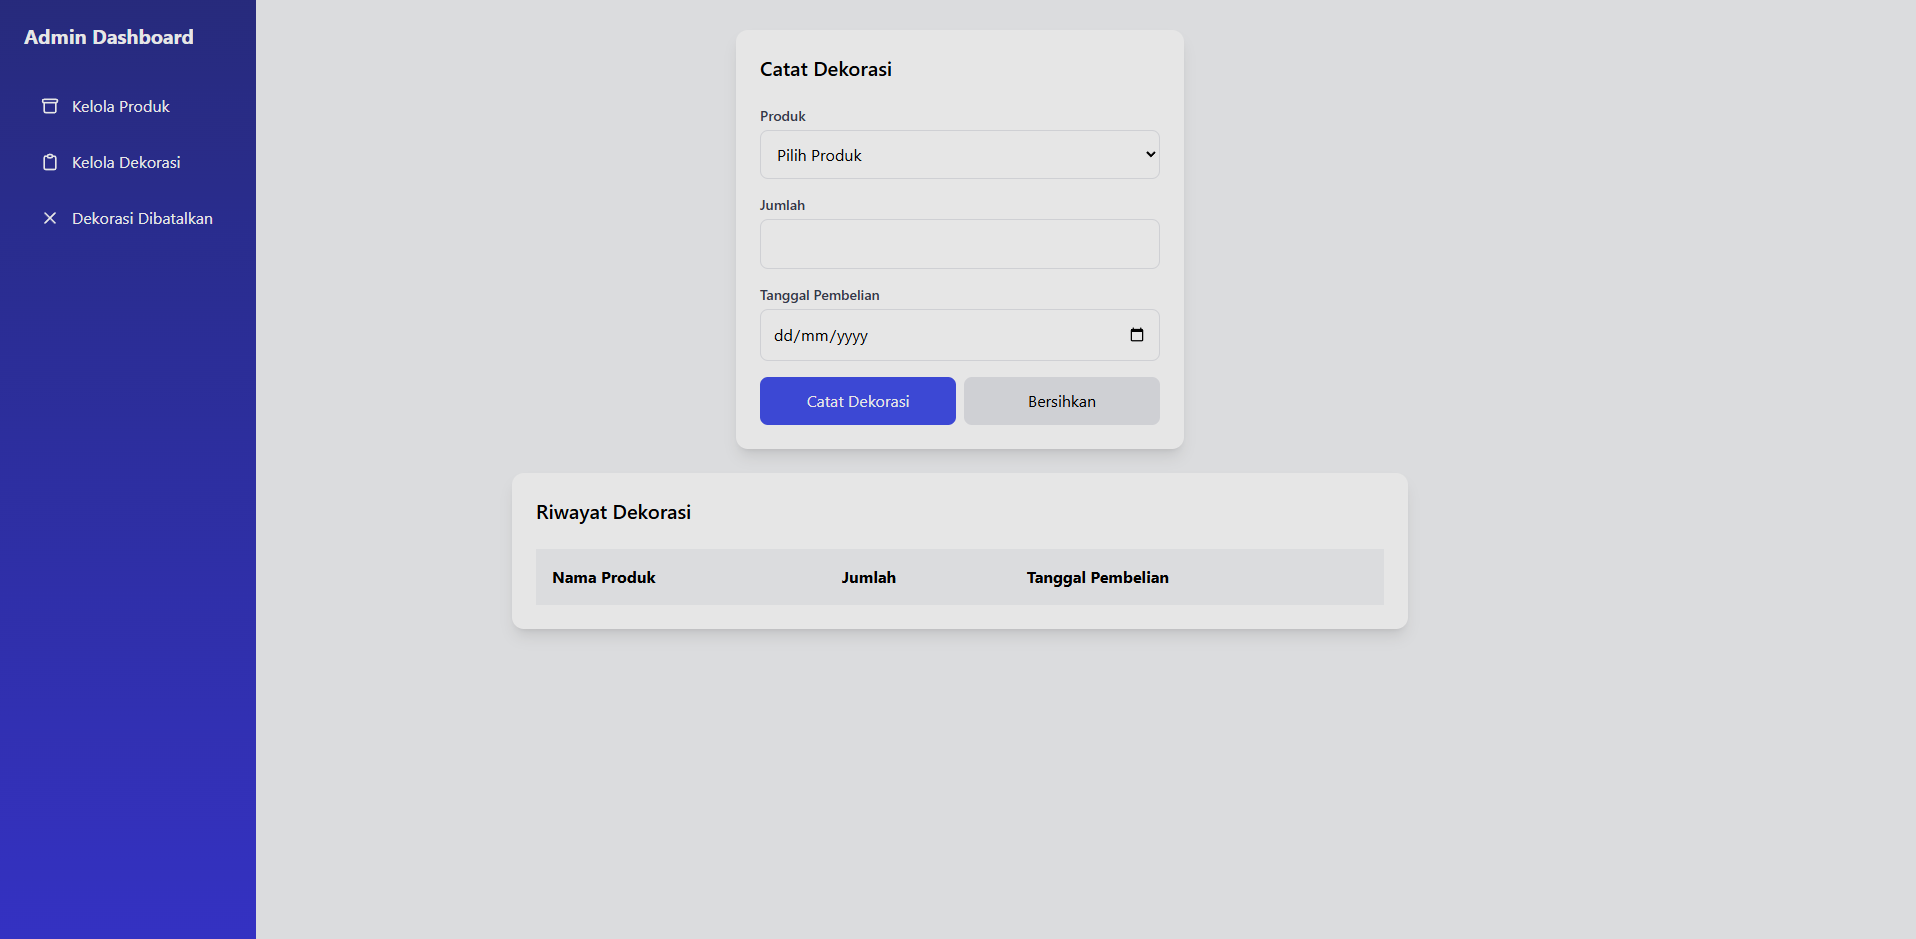 Admin Dashboard
Kelola Produk
Kelola Dekorasi
Dekorasi Dibatalkan
Catat Dekorasi
Produk
Pilih Produk
Jumlah
Tanggal Pembelian
dd/mm/yyyy
Catat Dekorasi Bersihkan
Riwayat Dekorasi
Nama Produk Jumlah Tanggal Pembelian